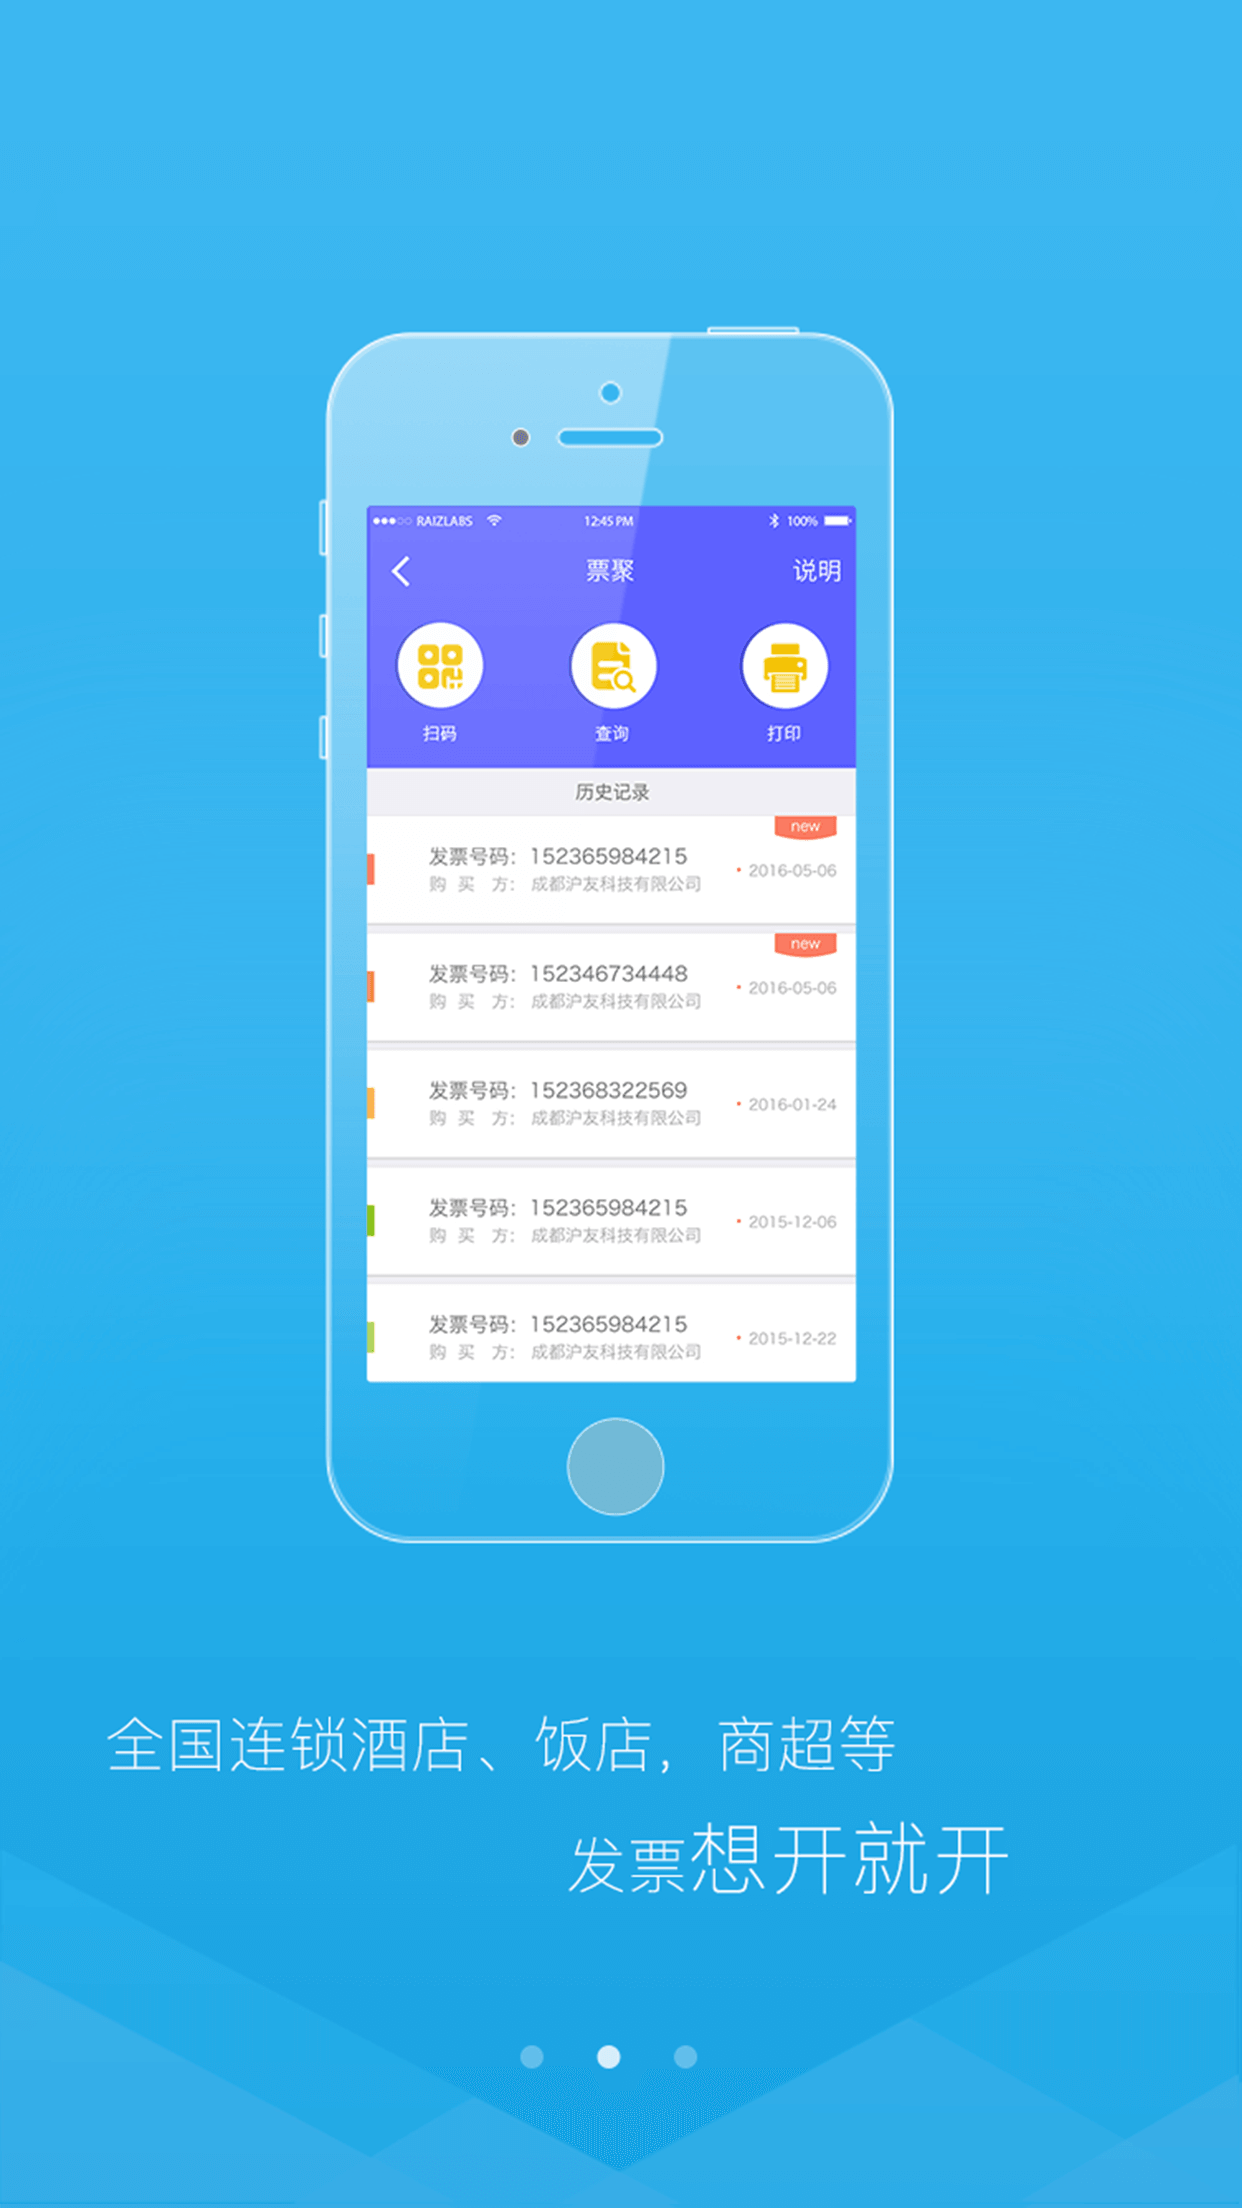 RAIZLABS 12:45 PM 100%
票聚 说明
扫码 查询 打印
历史记录
new
发票号码：152365984215
购 买 方：成都沪友科技有限公司
2016-05-06
new
发票号码：152346734448
购 买 方：成都沪友科技有限公司
2016-05-06
发票号码：152368322569
购 买 方：成都沪友科技有限公司
2016-01-24
发票号码：152365984215
购 买 方：成都沪友科技有限公司
2015-12-06
发票号码：152365984215
购 买 方：成都沪友科技有限公司
2015-12-22
全国连锁酒店、饭店，商超等
发票想开就开